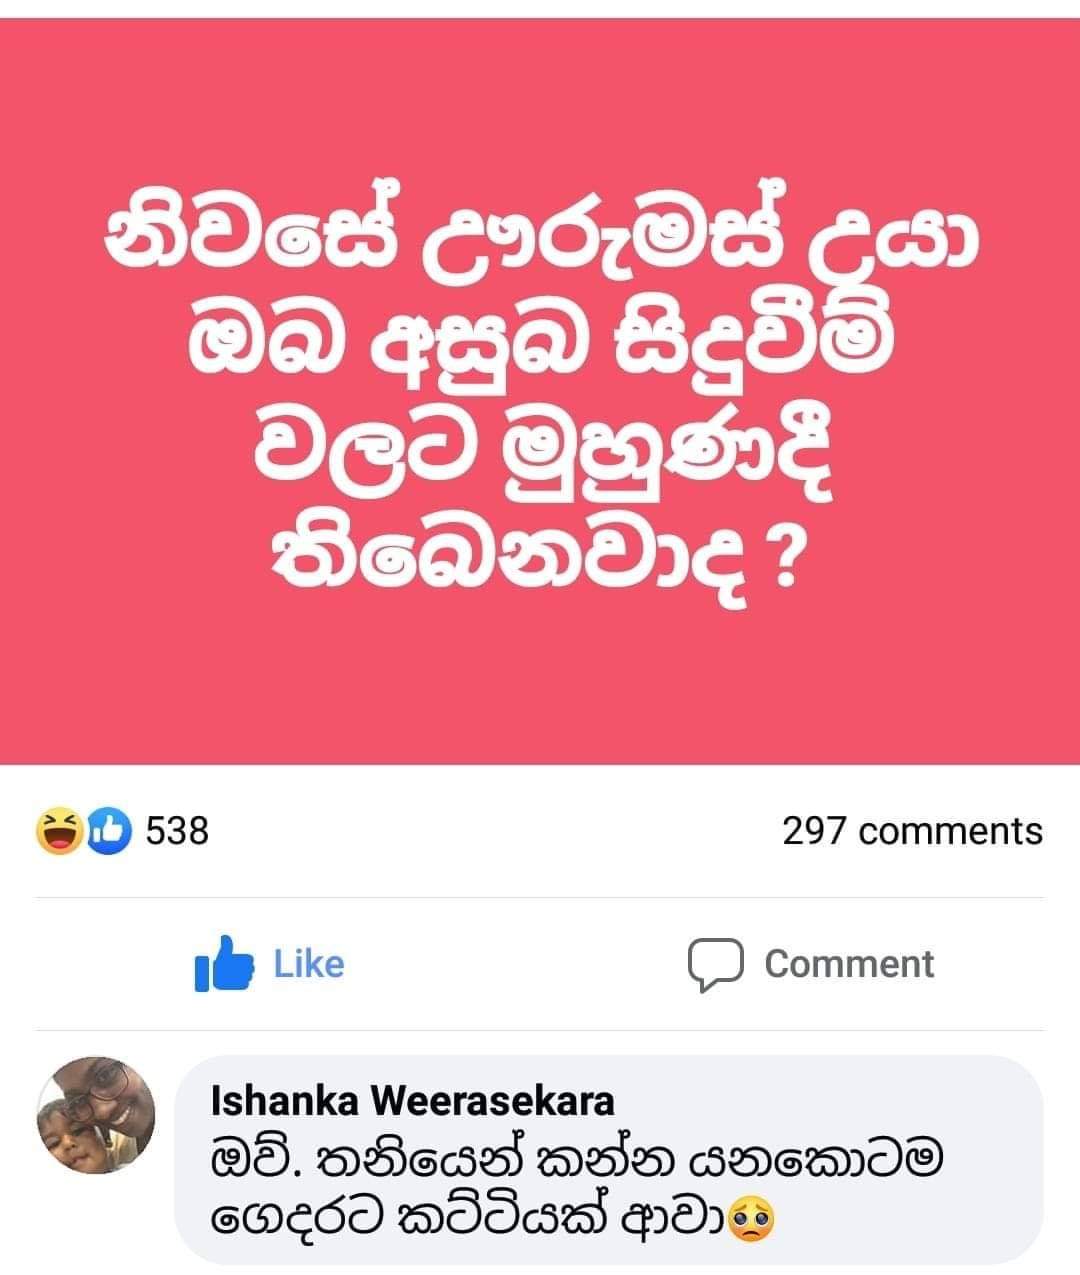 නිවසේ ඌරුමස් උයා
ඔබ අසුබ සිදුවීම්
වලට මුහුණදී
තිබෙනවාද ?
538
297 comments
Like
Comment
Ishanka Weerasekara
ඔව්. තනියෙන් කන්න යනකොටම
ගෙදරට කට්ටියක් ආවා🥺